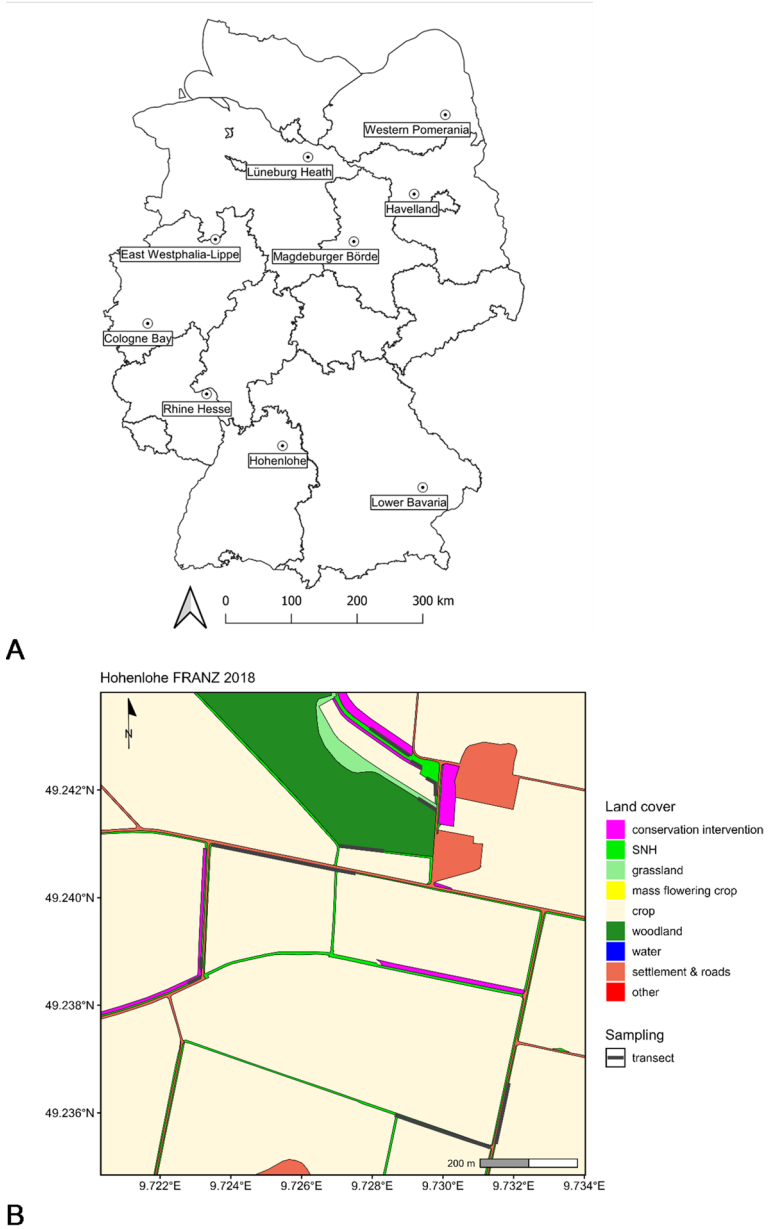 Western Pomerania
Lüneburg Heath
Havelland
East Westphalia-Lippe
Magdeburger Börde
Cologne Bay
Rhine Hesse
Hohenlohe
Lower Bavaria
0 100 200 300 km
A
Hohenlohe FRANZ 2018
N
49.242°N
49.240°N
49.238°N
49.236°N
200 m
9.722°E 9.724°E 9.726°E 9.728°E 9.730°E 9.732°E 9.734°E
Land cover
conservation intervention
SNH
grassland
mass flowering crop
crop
woodland
water
settlement & roads
other
Sampling
transect
B